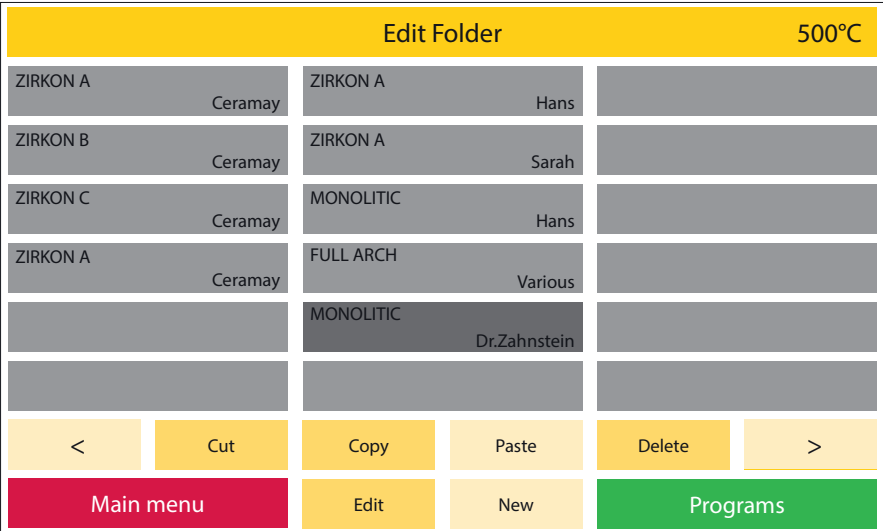 Edit Folder 500°C
ZIRKON A
Ceramay
ZIRKON A
Hans
ZIRKON B
Ceramay
ZIRKON A
Sarah
ZIRKON C
Ceramay
MONOLITIC
Hans
ZIRKON A
Ceramay
FULL ARCH
Various
MONOLITIC
Dr.Zahnstein
< Cut Copy Paste Delete >
Main menu Edit New Programs